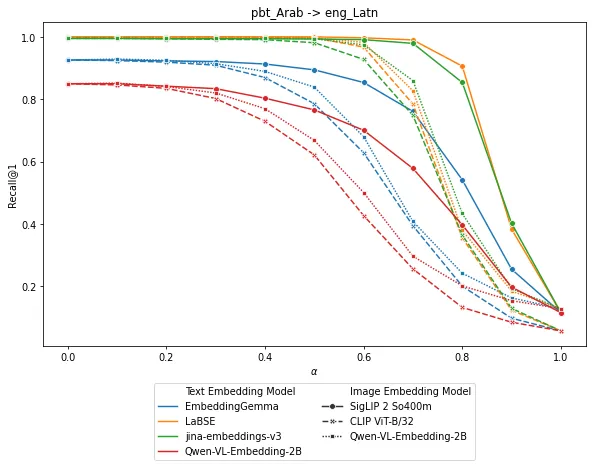 pbt_Arab -> eng_Latn
1.0
0.8
0.6
0.4
0.2
Recall@1
0.0 0.2 0.4 0.6 0.8 1.0
α
Text Embedding Model
EmbeddingGemma
LaBSE
jina-embeddings-v3
Qwen-VL-Embedding-2B
Image Embedding Model
SigLIP 2 So400m
CLIP ViT-B/32
Qwen-VL-Embedding-2B